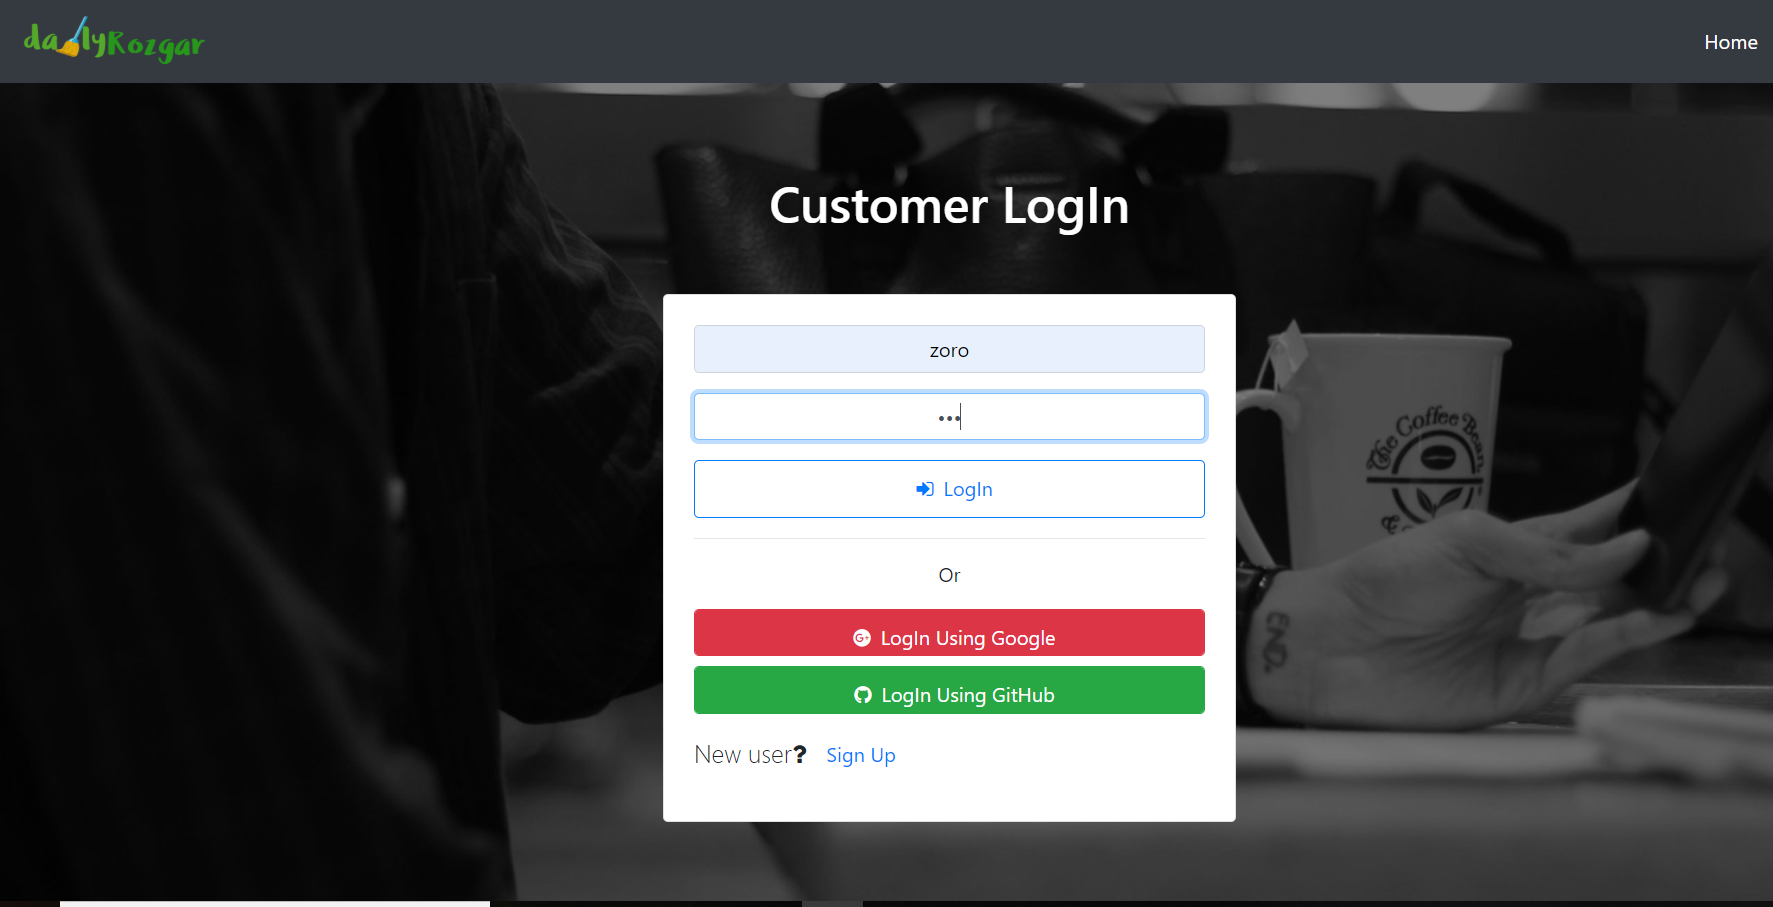 dailyRozgar
Home
Customer LogIn
zoro
•••
LogIn
Or
LogIn Using Google
LogIn Using GitHub
New user? Sign Up
The Coffee Bean
END.